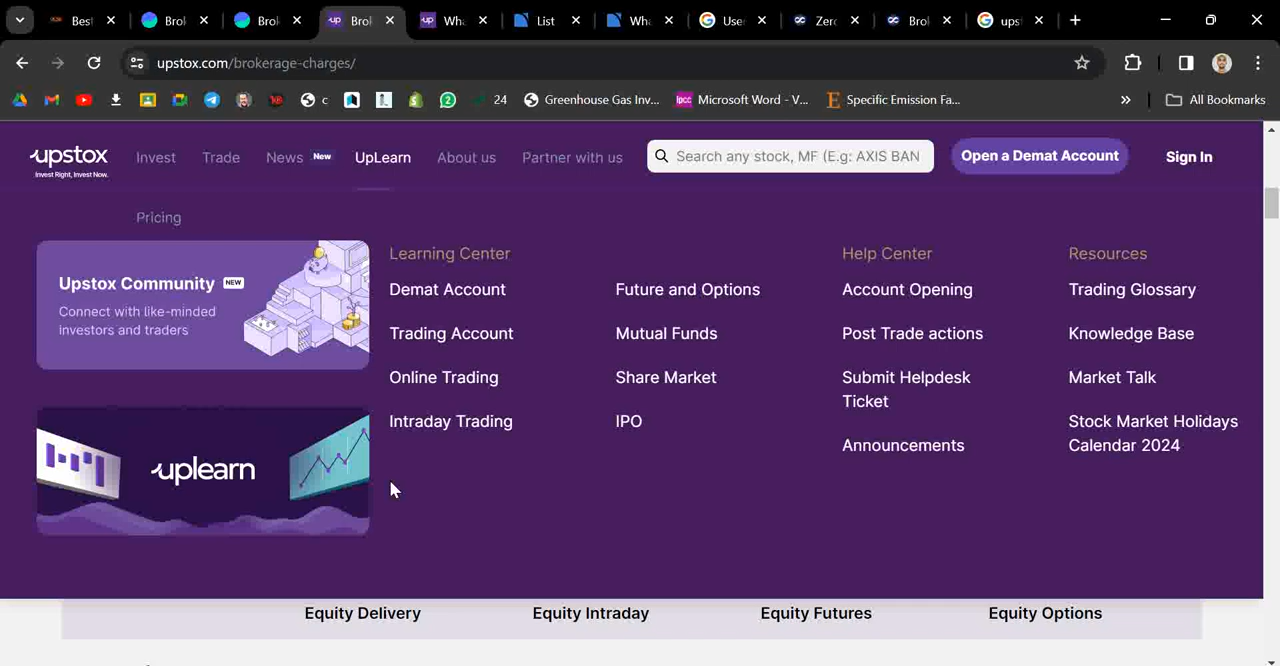 Best
Brol
Brol
Brol
Wha
List
Wha
User
Zero
Brol
upst
upstox.com/brokerage-charges/
c
24
Greenhouse Gas Inv...
Microsoft Word - V...
Specific Emission Fa...
All Bookmarks
upstox
Invest Right, Invest Now.
Invest
Trade
News New
UpLearn
About us
Partner with us
Search any stock, MF (E.g: AXIS BAN
Open a Demat Account
Sign In
Pricing
Upstox Community NEW
Connect with like-minded
investors and traders
uplearn
Learning Center
Demat Account
Trading Account
Online Trading
Intraday Trading
Future and Options
Mutual Funds
Share Market
IPO
Help Center
Account Opening
Post Trade actions
Submit Helpdesk
Ticket
Announcements
Resources
Trading Glossary
Knowledge Base
Market Talk
Stock Market Holidays
Calendar 2024
Equity Delivery
Equity Intraday
Equity Futures
Equity Options